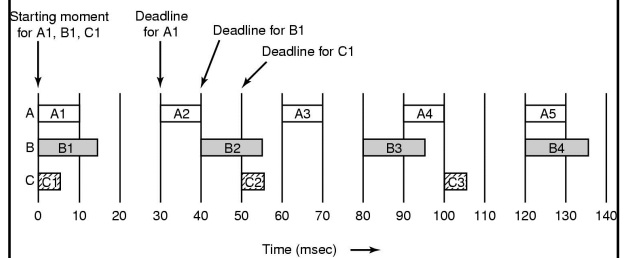 Starting moment
for A1, B1, C1
Deadline
for A1
Deadline for B1
Deadline for C1
A A1 A2 A3 A4 A5
B B1 B2 B3 B4
C C1 C2 C3
0 10 20 30 40 50 60 70 80 90 100 110 120 130 140
Time (msec)